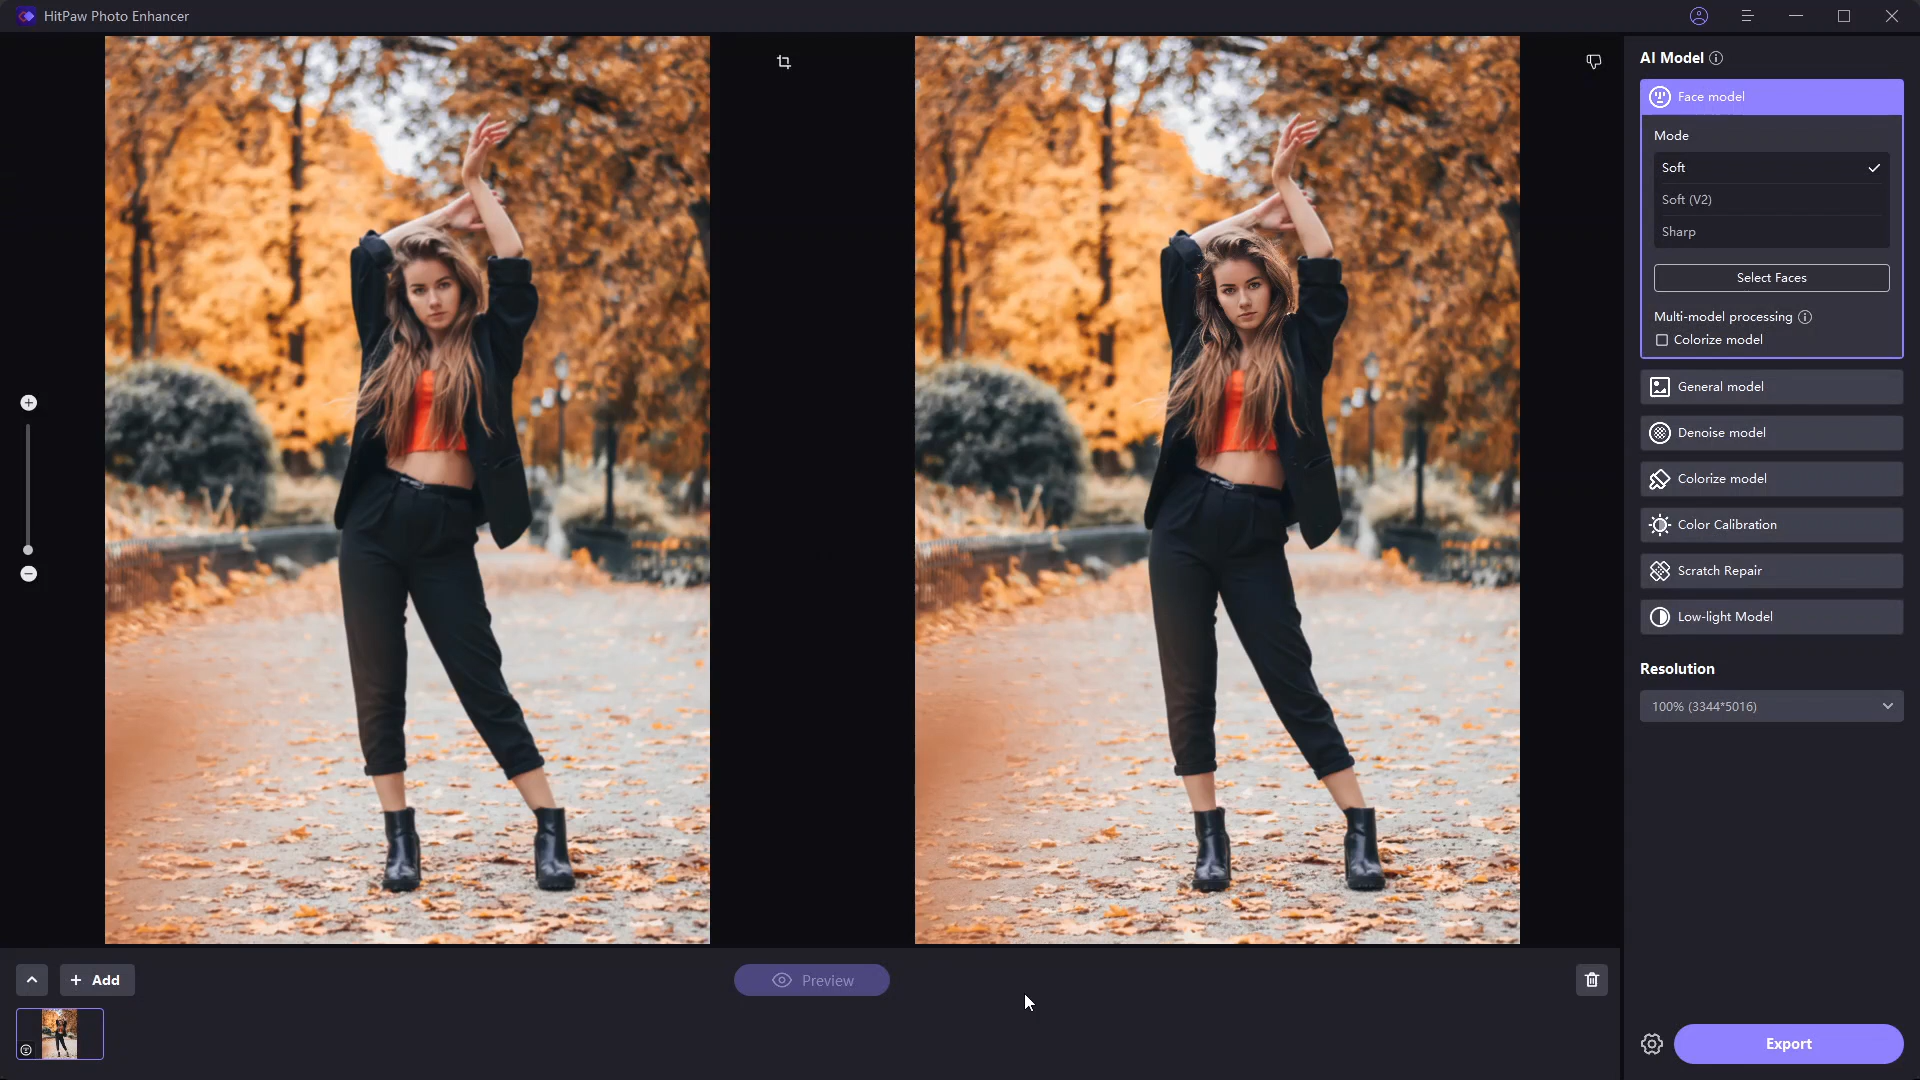 HitPaw Photo Enhancer
AI Model
Face model
Mode
Soft
Soft (V2)
Sharp
Select Faces
Multi-model processing
Colorize model
General model
Denoise model
Colorize model
Color Calibration
Scratch Repair
Low-light Model
Resolution
100% (3344*5016)
Add
Preview
Export